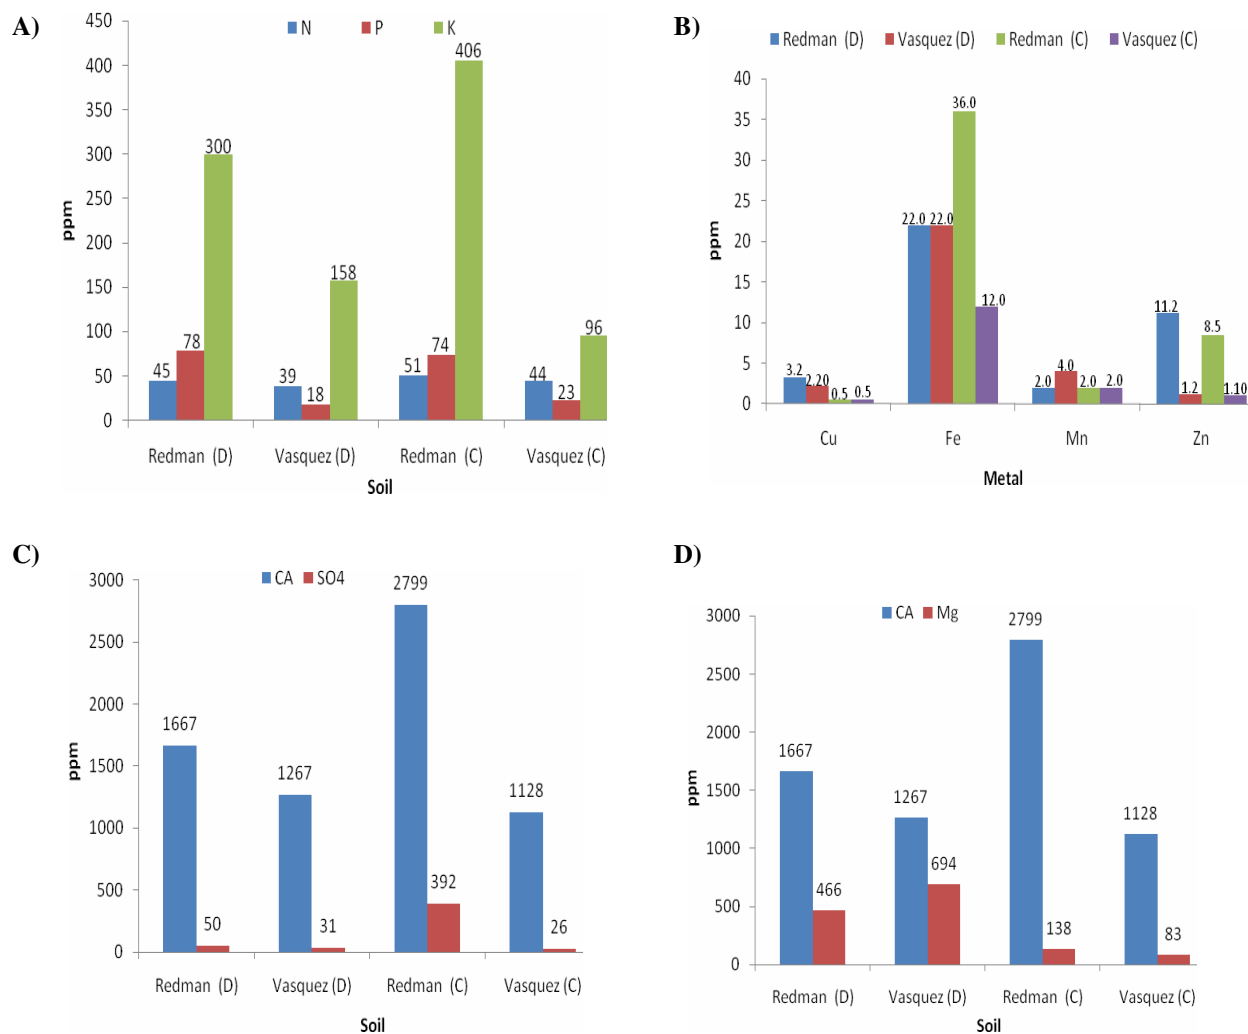 A)
N P K
450
400
350
300
250
200
150
100
50
0
ppm
45 78 300
39 18 158
51 74 406
44 23 96
Redman (D) Vasquez (D) Redman (C) Vasquez (C)
Soil
B)
Redman (D) Vasquez (D) Redman (C) Vasquez (C)
40
35
30
25
20
15
10
5
0
ppm
3.2 2.20 0.5 0.5
22.0 22.0 36.0 12.0
2.0 4.0 2.0 2.0
11.2 1.2 8.5 1.10
Cu Fe Mn Zn
Metal
C)
CA SO4
3000
2500
2000
1500
1000
500
0
ppm
1667 50
1267 31
2799 392
1128 26
Redman (D) Vasquez (D) Redman (C) Vasquez (C)
Soil
D)
CA Mg
3000
2500
2000
1500
1000
500
0
ppm
1667 466
1267 694
2799 138
1128 83
Redman (D) Vasquez (D) Redman (C) Vasquez (C)
Soil